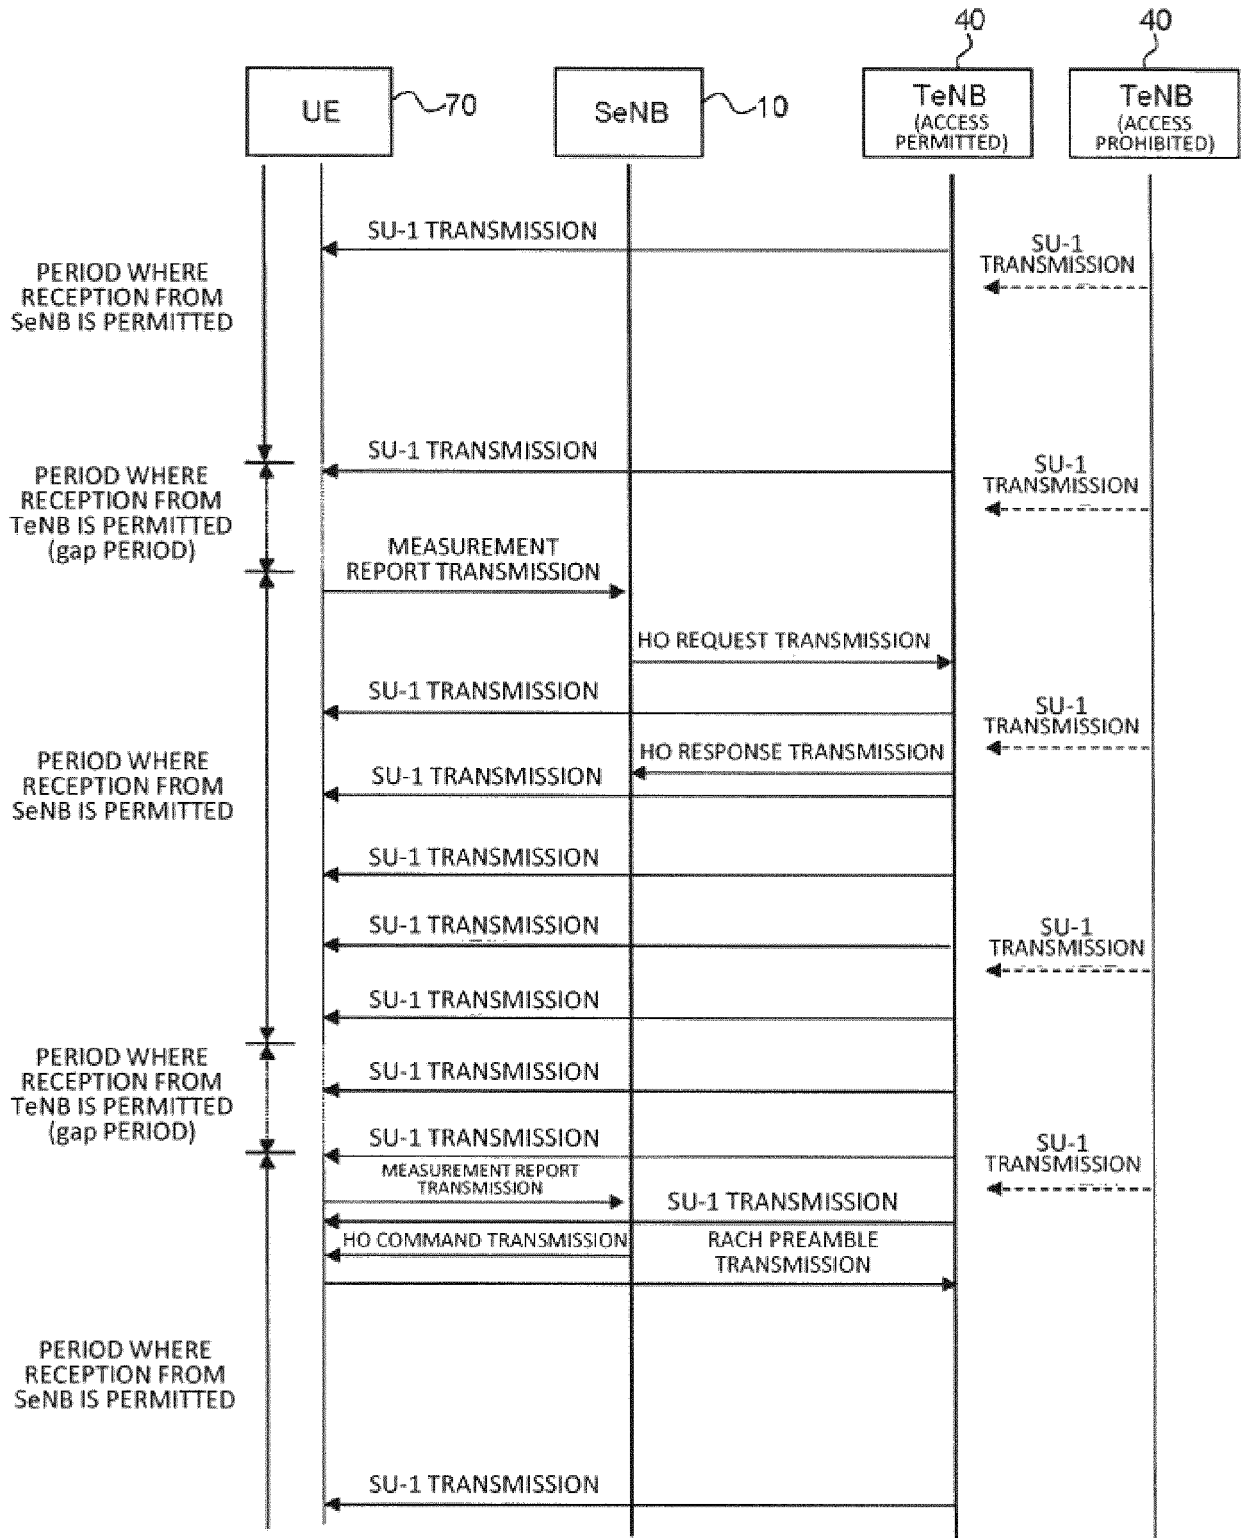 40
40
UE
70
SeNB
10
TeNB
(ACCESS
PERMITTED)
TeNB
(ACCESS
PROHIBITED)
SU-1 TRANSMISSION
SU-1
TRANSMISSION
PERIOD WHERE
RECEPTION FROM
SeNB IS PERMITTED
SU-1 TRANSMISSION
SU-1
TRANSMISSION
PERIOD WHERE
RECEPTION FROM
TeNB IS PERMITTED
(gap PERIOD)
MEASUREMENT
REPORT TRANSMISSION
HO REQUEST TRANSMISSION
SU-1 TRANSMISSION
SU-1
TRANSMISSION
HO RESPONSE TRANSMISSION
PERIOD WHERE
RECEPTION FROM
SeNB IS PERMITTED
SU-1 TRANSMISSION
SU-1 TRANSMISSION
SU-1 TRANSMISSION
SU-1
TRANSMISSION
SU-1 TRANSMISSION
PERIOD WHERE
RECEPTION FROM
TeNB IS PERMITTED
(gap PERIOD)
SU-1 TRANSMISSION
SU-1 TRANSMISSION
SU-1
TRANSMISSION
MEASUREMENT REPORT
TRANSMISSION
SU-1 TRANSMISSION
HO COMMAND TRANSMISSION
RACH PREAMBLE
TRANSMISSION
PERIOD WHERE
RECEPTION FROM
SeNB IS PERMITTED
SU-1 TRANSMISSION